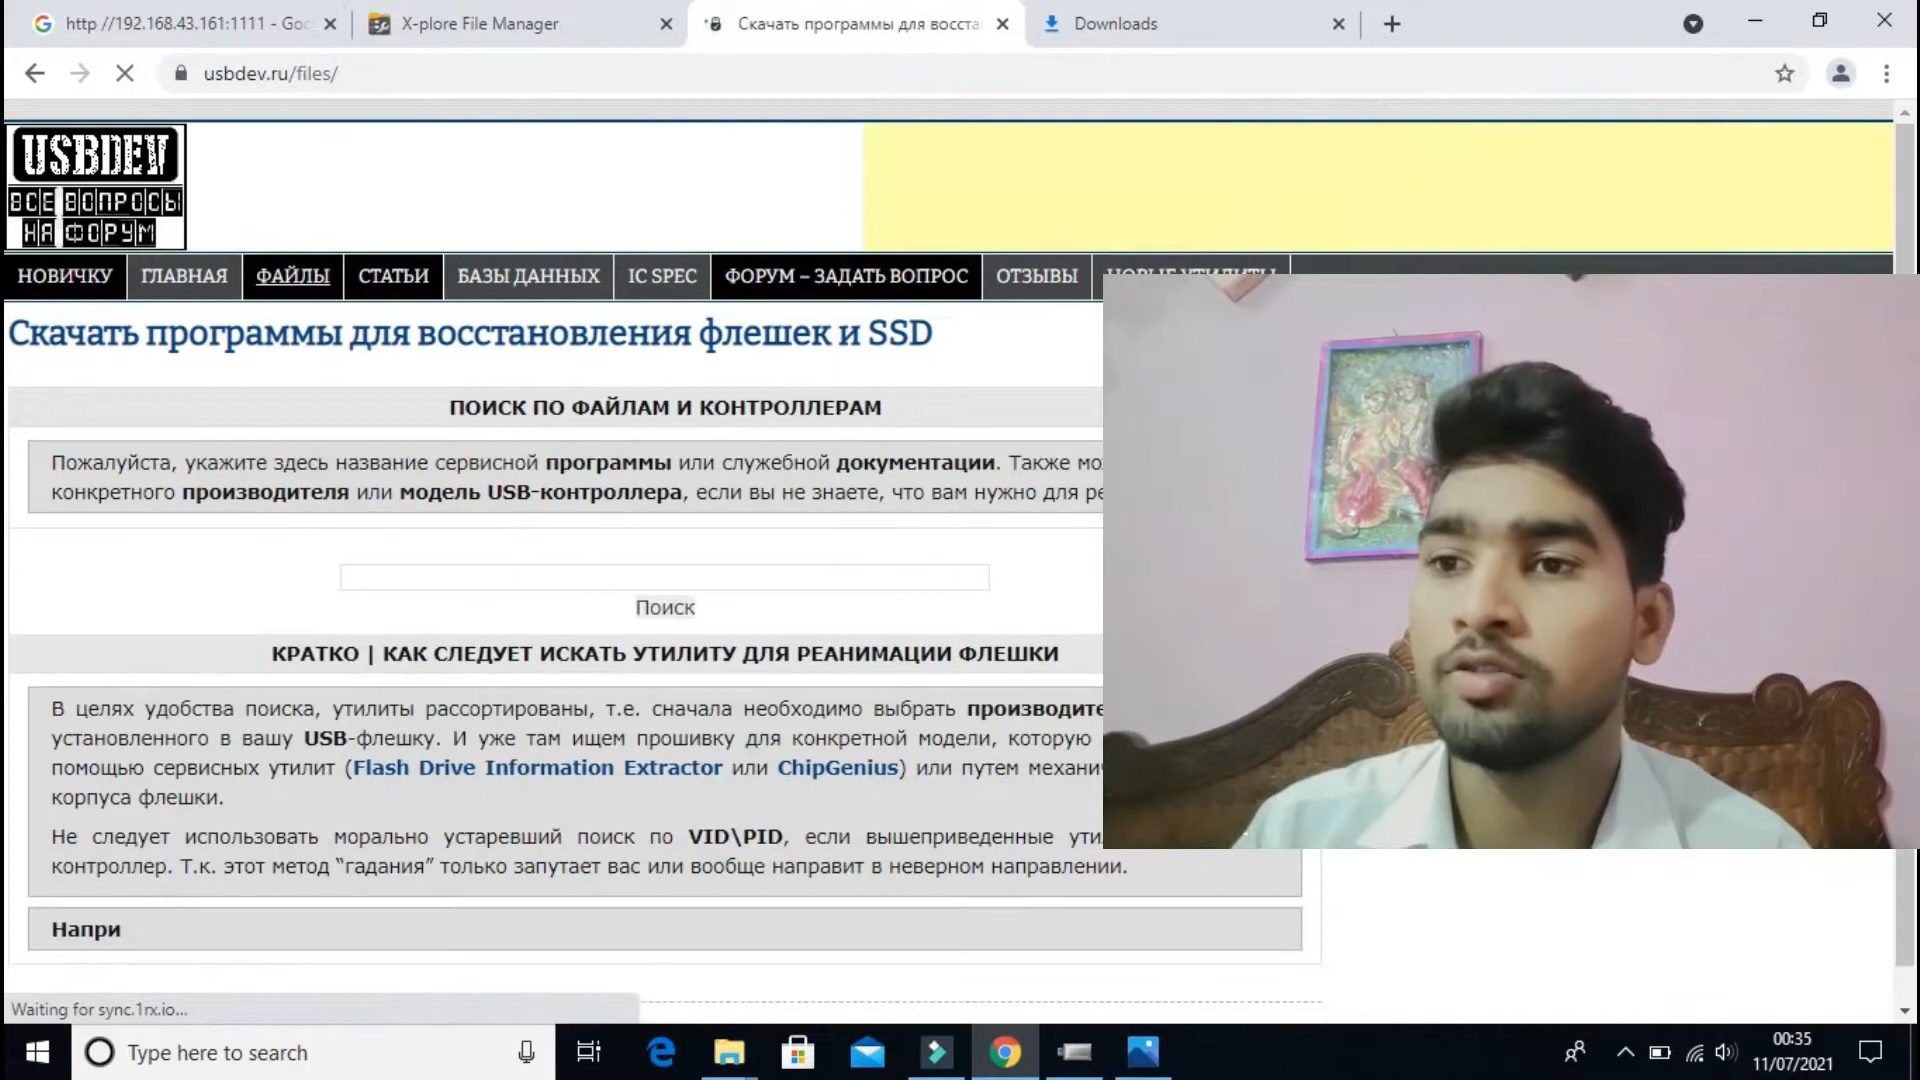 http //192.168.43.161:1111 - Goo
X-plore File Manager
Скачать программы для восста
Downloads
usbdev.ru/files/
USBDEV
ВСЕ ВОПРОСЫ
НА ФОРУМ
НОВИЧКУ ГЛАВНАЯ ФАЙЛЫ СТАТЬИ БАЗЫ ДАННЫХ IC SPEC ФОРУМ – ЗАДАТЬ ВОПРОС ОТЗЫВЫ НОВЫЕ УТИЛИТЫ
Скачать программы для восстановления флешек и SSD
ПОИСК ПО ФАЙЛАМ И КОНТРОЛЛЕРАМ
Пожалуйста, укажите здесь название сервисной программы или служебной документации. Также мо
конкретного производителя или модель USB-контроллера, если вы не знаете, что вам нужно для ре
Поиск
КРАТКО | КАК СЛЕДУЕТ ИСКАТЬ УТИЛИТУ ДЛЯ РЕАНИМАЦИИ ФЛЕШКИ
В целях удобства поиска, утилиты рассортированы, т.е. сначала необходимо выбрать производите
установленного в вашу USB-флешку. И уже там ищем прошивку для конкретной модели, которую
помощью сервисных утилит (Flash Drive Information Extractor или ChipGenius) или путем механич
корпуса флешки.
Не следует использовать морально устаревший поиск по VID\PID, если вышеприведенные ути
контроллер. Т.к. этот метод “гадания” только запутает вас или вообще направит в неверном направлении.
Напри
Waiting for sync.1rx.io...
Type here to search
00:35
11/07/2021